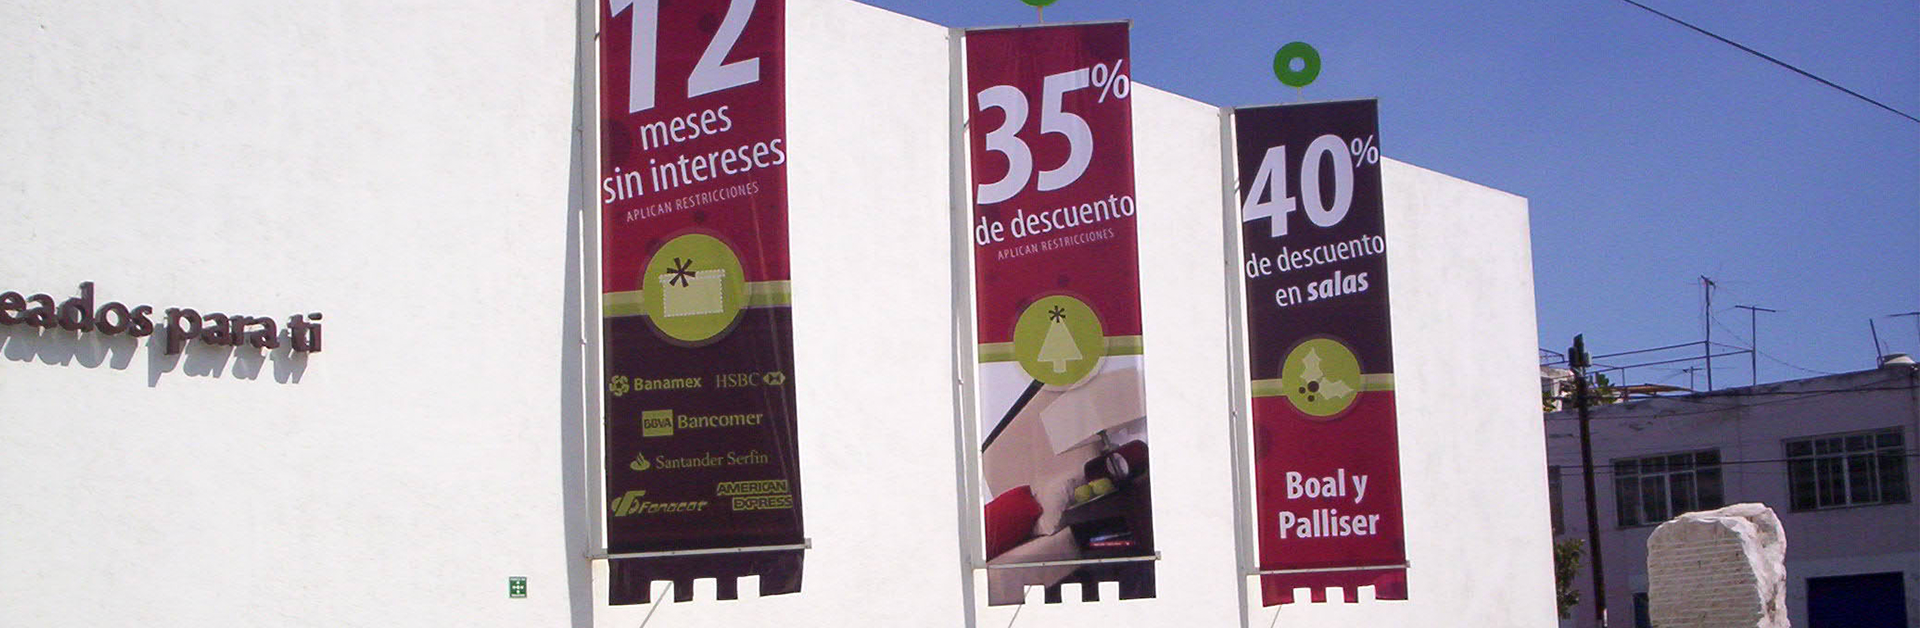 eados para ti
12
meses
sin intereses
APLICAN RESTRICCIONES
Banamex HSBC
BBVA Bancomer
Santander Serfin
Fonacot AMERICAN
EXPRESS
35%
de descuento
APLICAN RESTRICCIONES
40%
de descuento
en salas
Boal y
Palliser